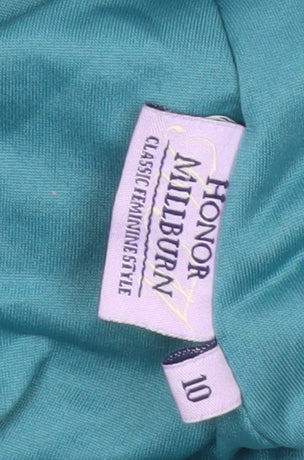 HONOR
MILLBURN
CLASSIC FEMININE STYLE
10